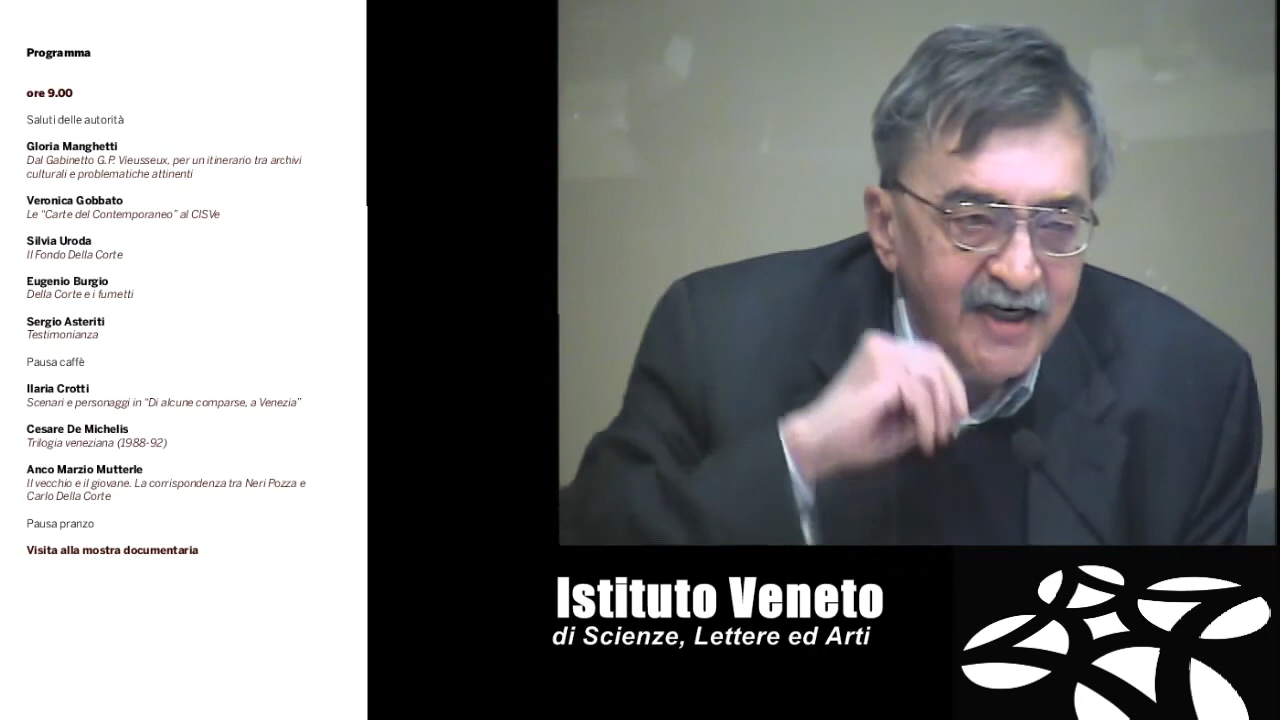 Programma
ore 9.00
Saluti delle autorità
Gloria Manghetti
Dal Gabinetto G.P. Vieusseux, per un itinerario tra archivi
culturali e problematiche attinenti
Veronica Gobbato
Le “Carte del Contemporaneo” al CISVe
Silvia Uroda
Il Fondo Della Corte
Eugenio Burgio
Della Corte e i fumetti
Sergio Asteriti
Testimonianza
Pausa caffè
Ilaria Crotti
Scenari e personaggi in “Di alcune comparse, a Venezia”
Cesare De Michelis
Trilogia veneziana (1988-92)
Anco Marzio Mutterle
Il vecchio e il giovane. La corrispondenza tra Neri Pozza e
Carlo Della Corte
Pausa pranzo
Visita alla mostra documentaria
Istituto Veneto
di Scienze, Lettere ed Arti